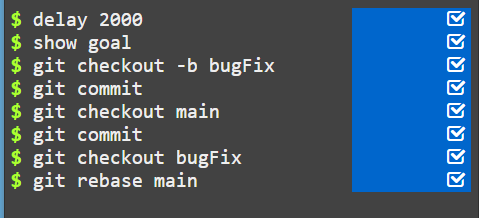 $ delay 2000
$ show goal
$ git checkout -b bugFix
$ git commit
$ git checkout main
$ git commit
$ git checkout bugFix
$ git rebase main